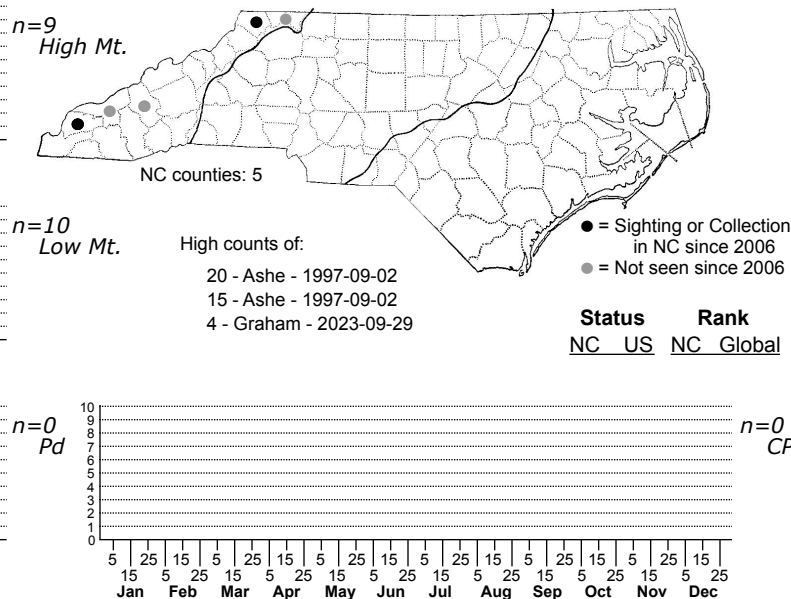 n=9
High Mt.
NC counties: 5
n=10
Low Mt.
High counts of:
20 - Ashe - 1997-09-02
15 - Ashe - 1997-09-02
4 - Graham - 2023-09-29
● = Sighting or Collection
in NC since 2006
● = Not seen since 2006
Status Rank
NC US NC Global
n=0
Pd
n=0
CP
10
9
8
7
6
5
4
3
2
1
0
5 25 15 5 25 15 5 25 15 5 25 15 5 25 15 5 25 15
15 5 25 15 5 25 15 5 25 15 5 25 15 5 25 15 5 25
Jan Feb Mar Apr May Jun Jul Aug Sep Oct Nov Dec